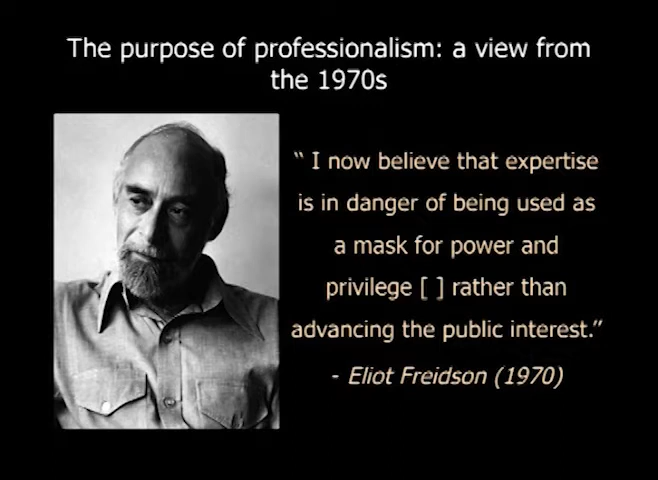 The purpose of professionalism: a view from
the 1970s
“ I now believe that expertise
is in danger of being used as
a mask for power and
privilege [ ] rather than
advancing the public interest.”
- Eliot Freidson (1970)